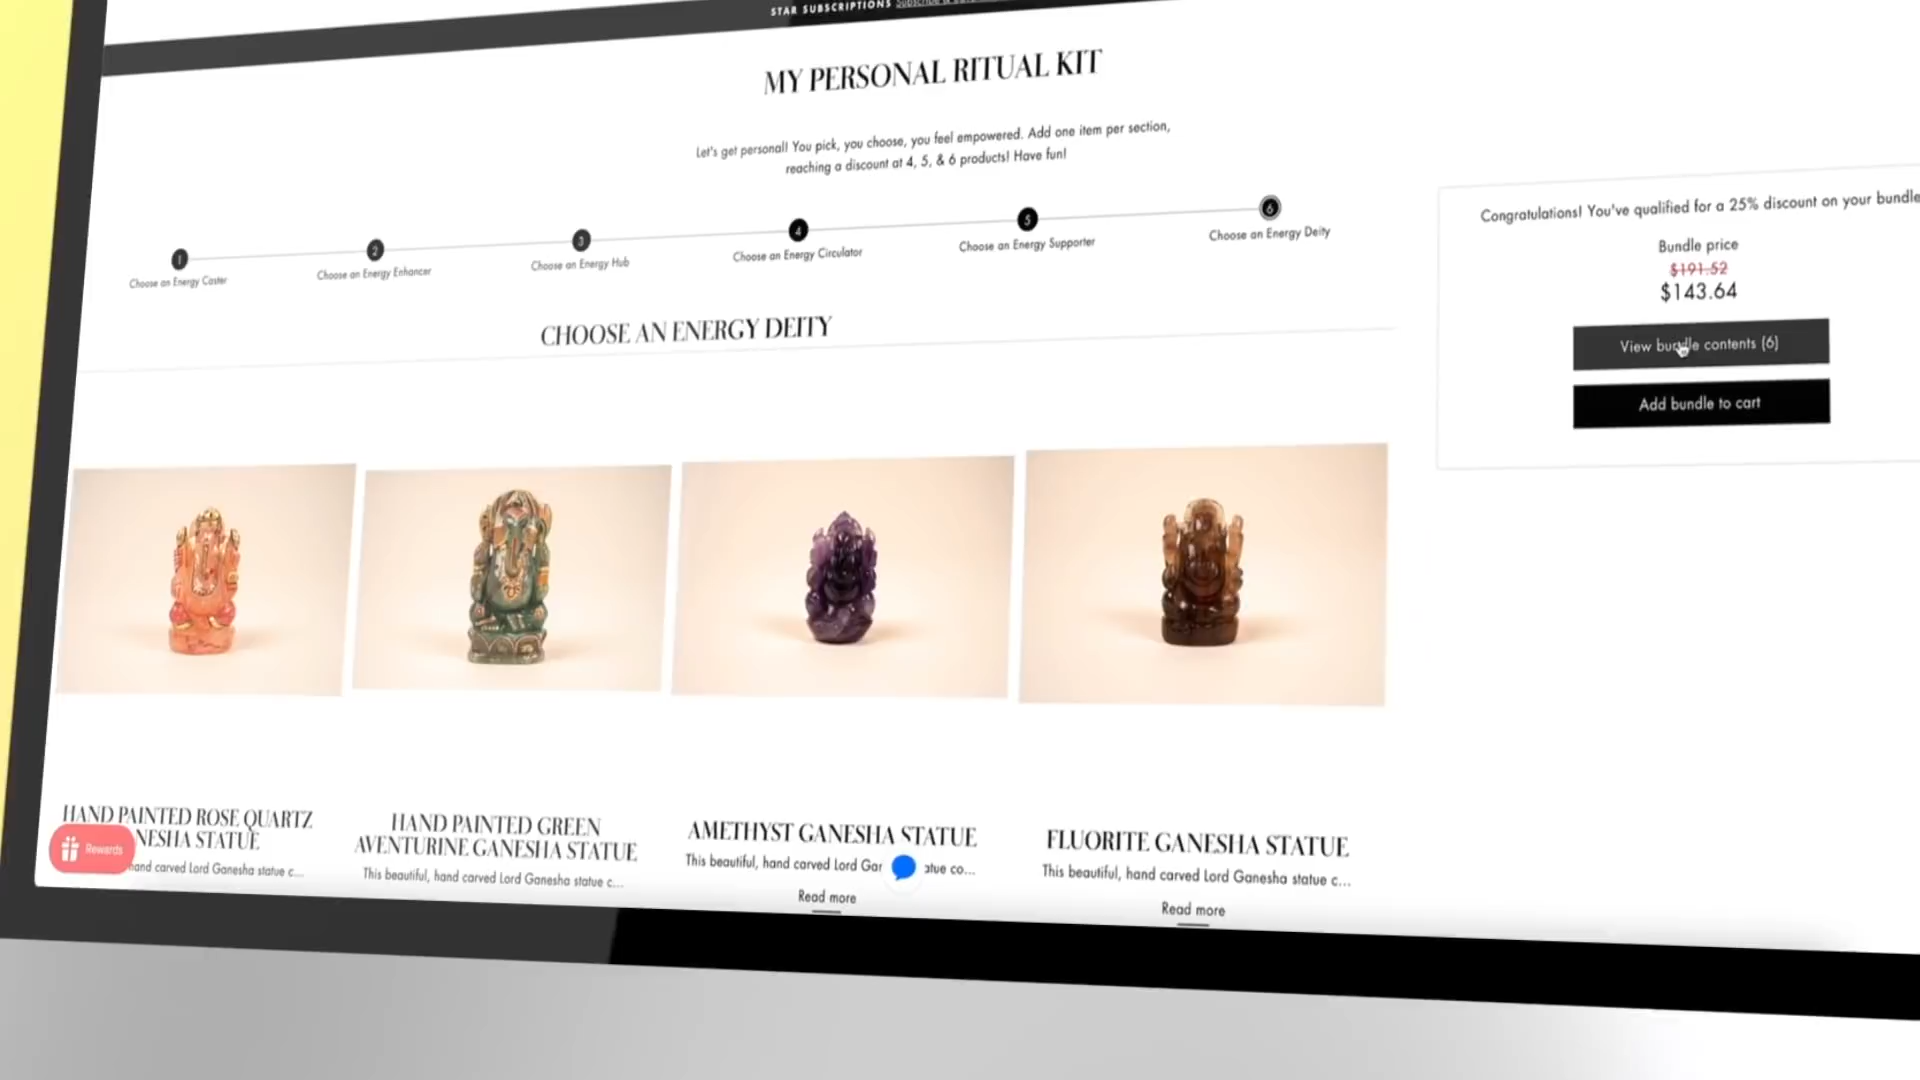 STAR SUBSCRIPTIONS
MY PERSONAL RITUAL KIT
Let's get personal! You pick, you choose, you feel empowered. Add one item per section,
reaching a discount at 4, 5, & 6 products! Have fun!
1
2
3
4
5
6
Choose an Energy Caster
Choose an Energy Enhancer
Choose an Energy Hub
Choose an Energy Circulator
Choose an Energy Supporter
Choose an Energy Deity
Congratulations! You've qualified for a 25% discount on your bundle
Bundle price
$191.52
$143.64
View bundle contents (6)
Add bundle to cart
CHOOSE AN ENERGY DEITY
HAND PAINTED ROSE QUARTZ
NESHA STATUE
hand carved Lord Ganesha statue c...
Rewards
HAND PAINTED GREEN
AVENTURINE GANESHA STATUE
This beautiful, hand carved Lord Ganesha statue c...
AMETHYST GANESHA STATUE
This beautiful, hand carved Lord Gar atue co...
Read more
FLUORITE GANESHA STATUE
This beautiful, hand carved Lord Ganesha statue c...
Read more